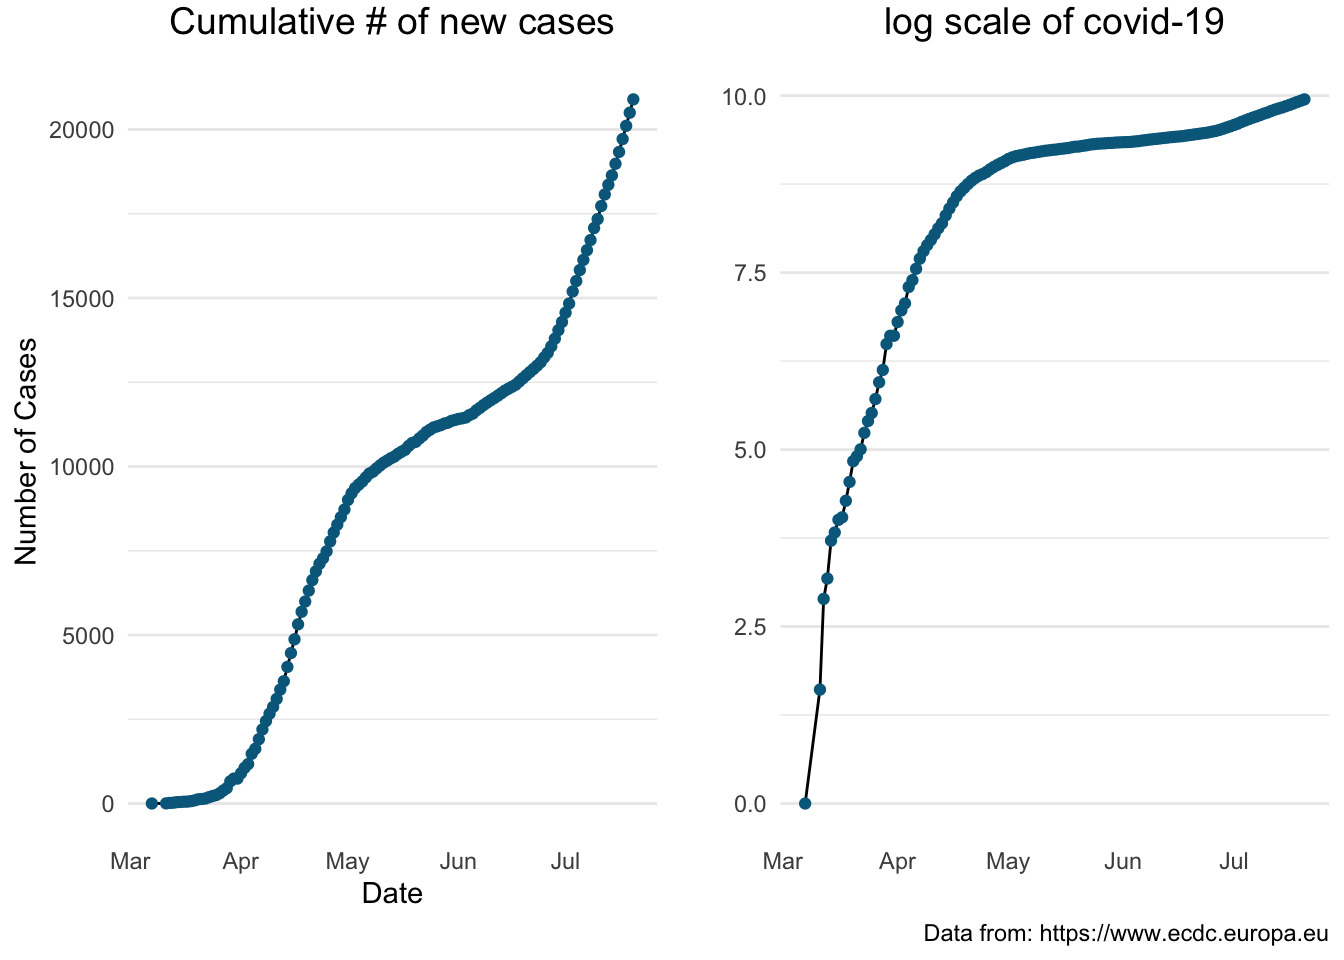 Cumulative # of new cases
Number of Cases
20000
15000
10000
5000
0
Mar Apr May Jun Jul
Date
log scale of covid-19
10.0
7.5
5.0
2.5
0.0
Mar Apr May Jun Jul
Data from: https://www.ecdc.europa.eu